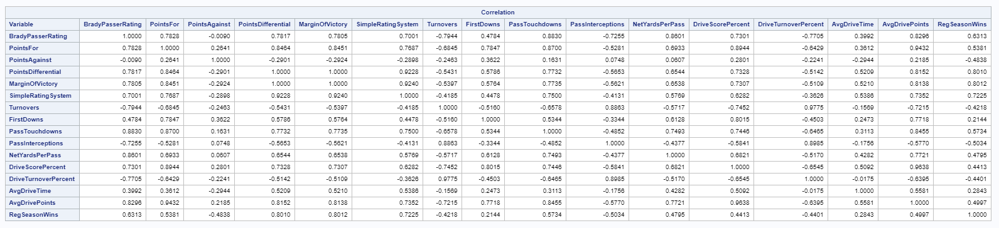 Correlation
Variable BradyPasserRating PointsFor PointsAgainst PointsDifferential MarginOfVictory SimpleRatingSystem Turnovers FirstDowns PassTouchdowns PassInterceptions NetYardsPerPass DriveScorePercent DriveTurnoverPercent AvgDriveTime AvgDrivePoints RegSeasonWins
BradyPasserRating 1.0000 0.7828 -0.0090 0.7817 0.7805 0.7001 -0.7944 0.4784 0.8830 -0.7255 0.8601 0.7301 -0.7705 0.3992 0.8296 0.6313
PointsFor 0.7828 1.0000 0.2641 0.8464 0.8451 0.7687 -0.6845 0.7847 0.8700 -0.5281 0.6933 0.8944 -0.6429 0.3612 0.9432 0.5381
PointsAgainst -0.0090 0.2641 1.0000 -0.2901 -0.2924 -0.2898 -0.2463 0.3622 0.1631 0.0748 0.0607 0.2801 -0.2241 -0.2944 0.2185 -0.4838
PointsDifferential 0.7817 0.8464 -0.2901 1.0000 1.0000 0.9228 -0.5431 0.5786 0.7732 -0.5653 0.6544 0.7328 -0.5142 0.5209 0.8152 0.8010
MarginOfVictory 0.7805 0.8451 -0.2924 1.0000 1.0000 0.9240 -0.5397 0.5764 0.7735 -0.5621 0.6538 0.7307 -0.5109 0.5210 0.8138 0.8012
SimpleRatingSystem 0.7001 0.7687 -0.2898 0.9228 0.9240 1.0000 -0.4185 0.4478 0.7500 -0.4131 0.5769 0.6282 -0.3626 0.5386 0.7352 0.7225
Turnovers -0.7944 -0.6845 -0.2463 -0.5431 -0.5397 -0.4185 1.0000 -0.5160 -0.6578 0.8863 -0.5717 -0.7452 0.9775 -0.1569 -0.7215 -0.4218
FirstDowns 0.4784 0.7847 0.3622 0.5786 0.5764 0.4478 -0.5160 1.0000 0.5344 -0.3344 0.6128 0.8015 -0.4503 0.2473 0.7718 0.2144
PassTouchdowns 0.8830 0.8700 0.1631 0.7732 0.7735 0.7500 -0.6578 0.5344 1.0000 -0.4852 0.7493 0.7446 -0.6465 0.3113 0.8455 0.5734
PassInterceptions -0.7255 -0.5281 0.0748 -0.5653 -0.5621 -0.4131 0.8863 -0.3344 -0.4852 1.0000 -0.4377 -0.5841 0.8985 -0.1756 -0.5770 -0.5034
NetYardsPerPass 0.8601 0.6933 0.0607 0.6544 0.6538 0.5769 -0.5717 0.6128 0.7493 -0.4377 1.0000 0.6821 -0.5170 0.4282 0.7721 0.4795
DriveScorePercent 0.7301 0.8944 0.2801 0.7328 0.7307 0.6282 -0.7452 0.8015 0.7446 -0.5841 0.6821 1.0000 -0.6545 0.5092 0.9638 0.4413
DriveTurnoverPercent -0.7705 -0.6429 -0.2241 -0.5142 -0.5109 -0.3626 0.9775 -0.4503 -0.6465 0.8985 -0.5170 -0.6545 1.0000 -0.0175 -0.6395 -0.4401
AvgDriveTime 0.3992 0.3612 -0.2944 0.5209 0.5210 0.5386 -0.1569 0.2473 0.3113 -0.1756 0.4282 0.5092 -0.0175 1.0000 0.5581 0.2843
AvgDrivePoints 0.8296 0.9432 0.2185 0.8152 0.8138 0.7352 -0.7215 0.7718 0.8455 -0.5770 0.7721 0.9638 -0.6395 0.5581 1.0000 0.4997
RegSeasonWins 0.6313 0.5381 -0.4838 0.8010 0.8012 0.7225 -0.4218 0.2144 0.5734 -0.5034 0.4795 0.4413 -0.4401 0.2843 0.4997 1.0000